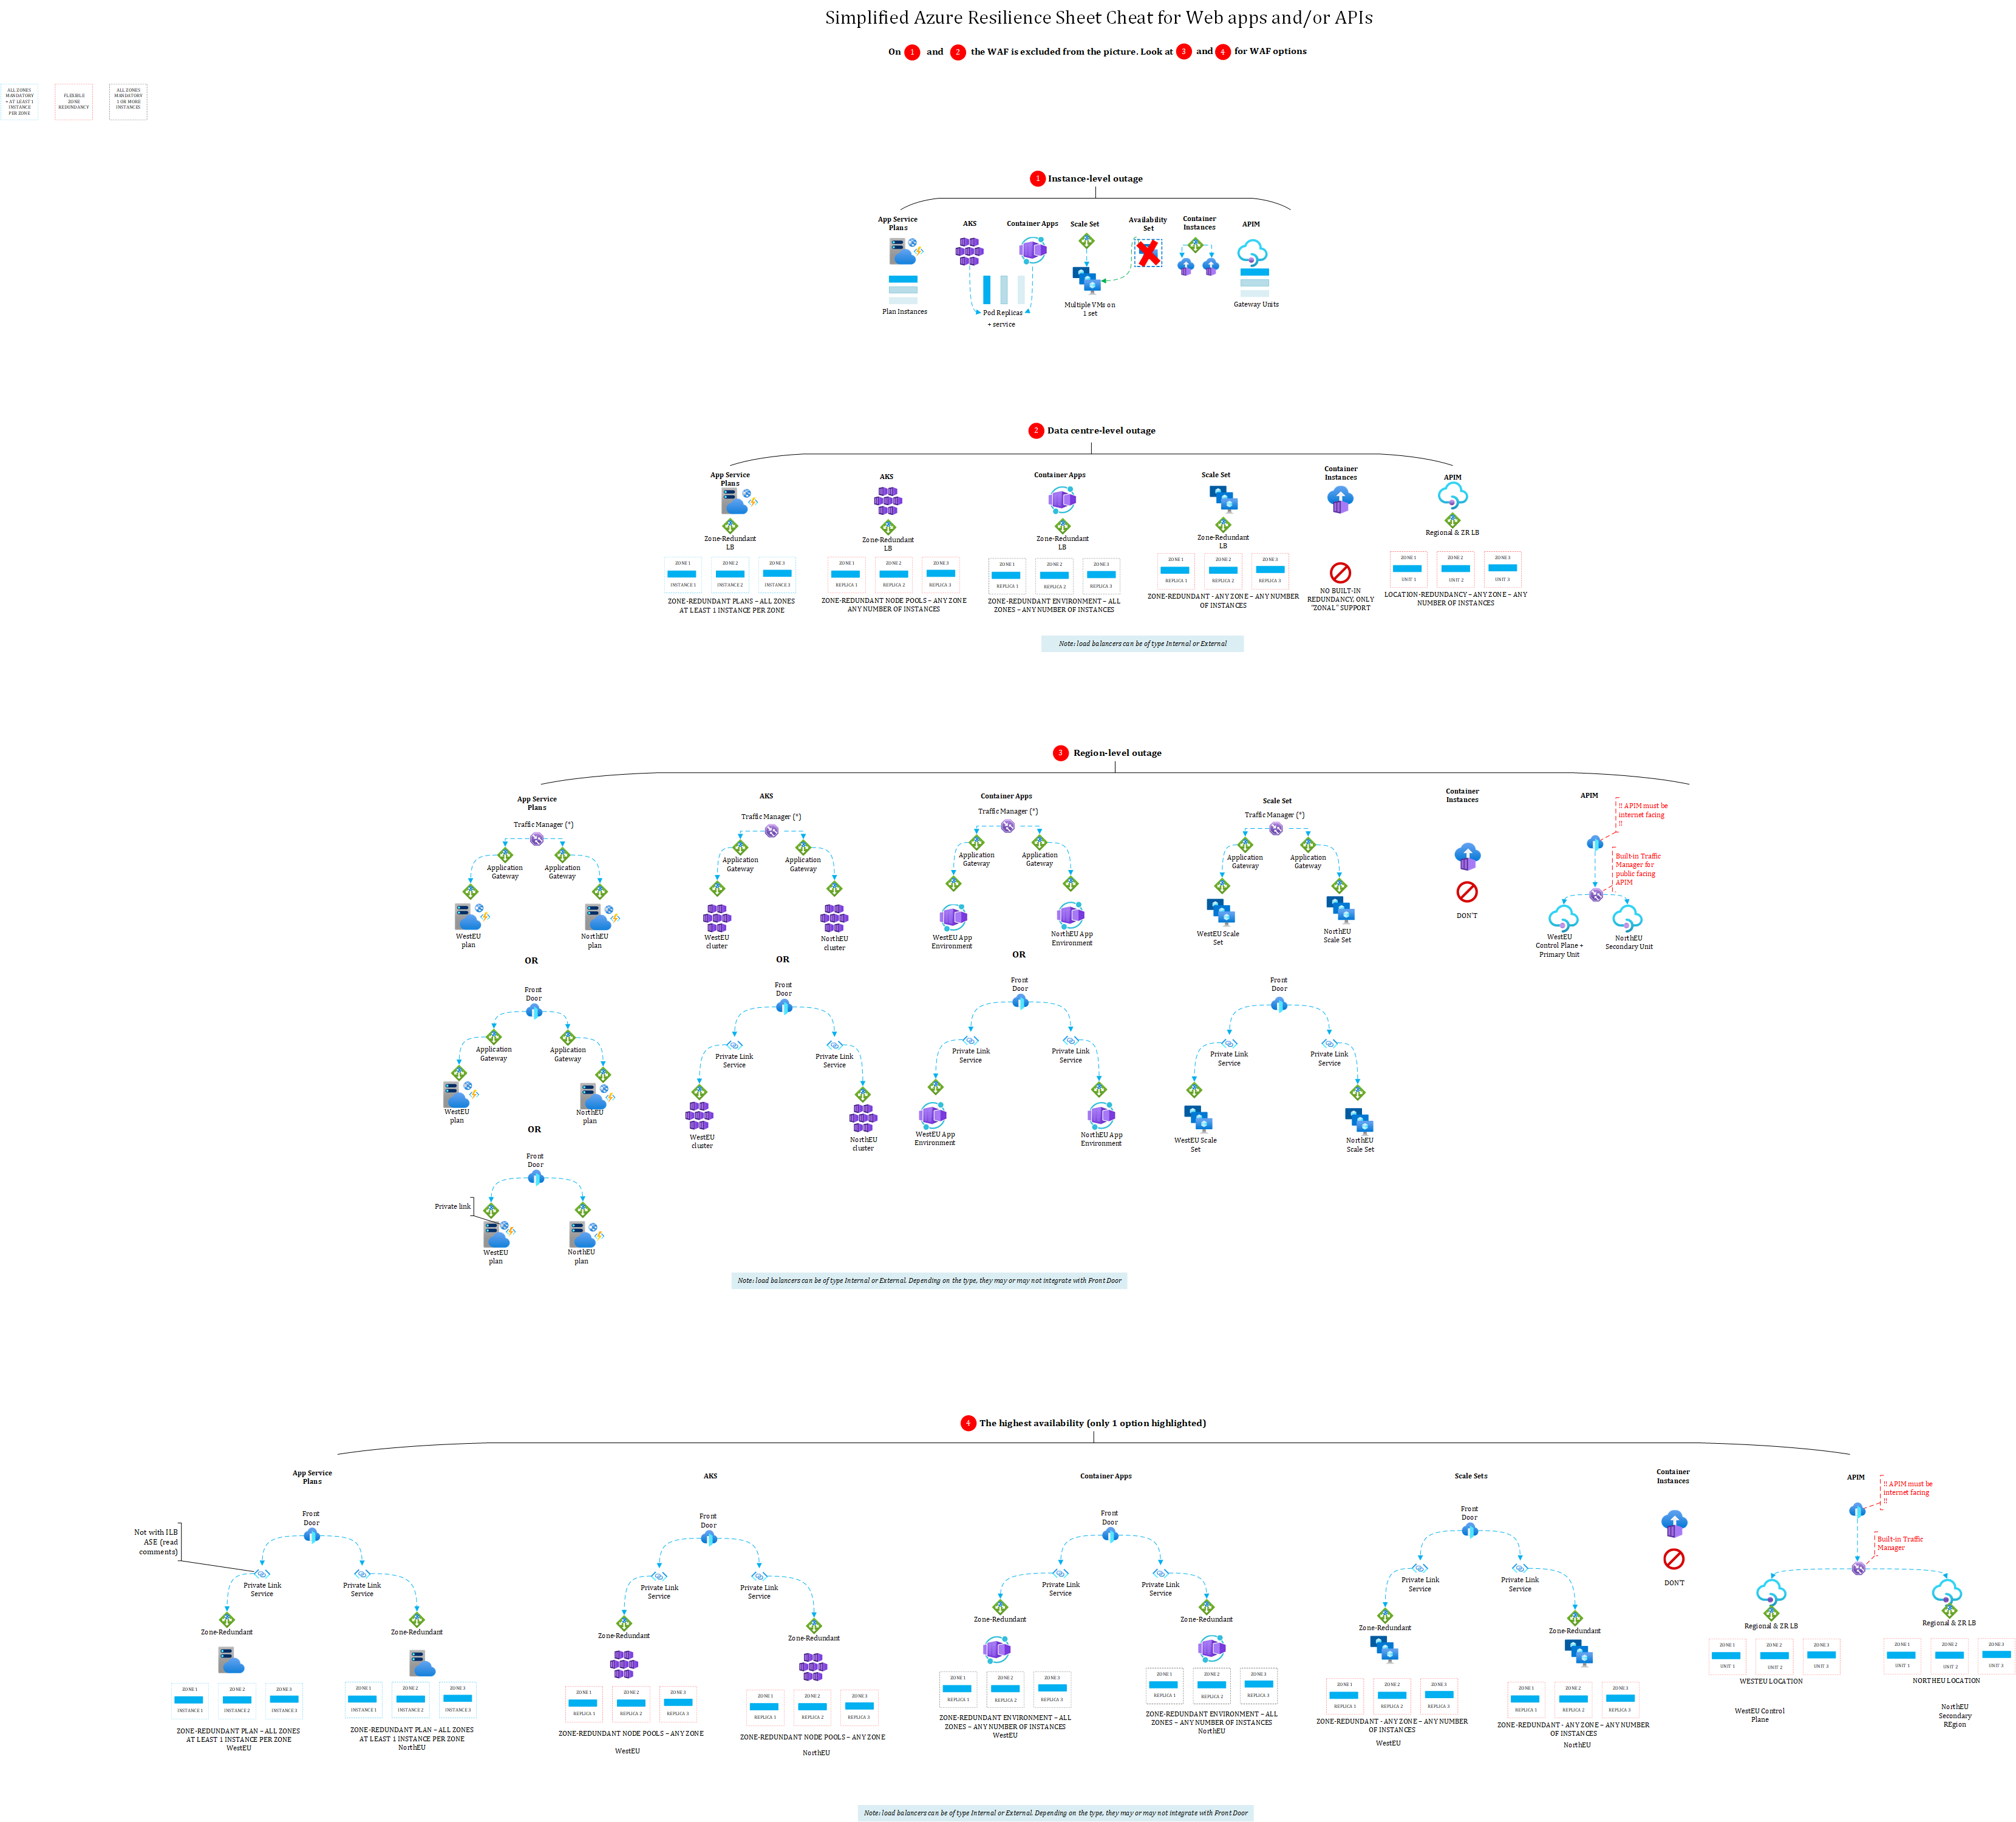 Simplified Azure Resilience Sheet Cheat for Web apps and/or APIs
On 1 and 2 the WAF is excluded from the picture. Look at 3 and 4 for WAF options
ALL ZONES
MANDATORY
+ AT LEAST 1
INSTANCE
PER ZONE
FLEXIBLE
ZONE
REDUNDANCY
ALL ZONES
MANDATORY
1 OR MORE
INSTANCES
1 Instance-level outage
App Service
Plans
Plan Instances
AKS
Container Apps
Pod Replicas
+ service
Scale Set
Multiple VMs on
1 set
Availability
Set
Container
Instances
APIM
Gateway Units
2 Data centre-level outage
App Service
Plans
Zone-Redundant
LB
ZONE 1
INSTANCE 1
ZONE 2
INSTANCE 2
ZONE 3
INSTANCE 3
ZONE-REDUNDANT PLANS – ALL ZONES
AT LEAST 1 INSTANCE PER ZONE
AKS
Zone-Redundant
LB
ZONE 1
REPLICA 1
ZONE 2
REPLICA 2
ZONE 3
REPLICA 3
ZONE-REDUNDANT NODE POOLS – ANY ZONE
ANY NUMBER OF INSTANCES
Container Apps
Zone-Redundant
LB
ZONE 1
REPLICA 1
ZONE 2
REPLICA 2
ZONE 3
REPLICA 3
ZONE-REDUNDANT ENVIRONMENT – ALL
ZONES – ANY NUMBER OF INSTANCES
Scale Set
Zone-Redundant
LB
ZONE 1
REPLICA 1
ZONE 2
REPLICA 2
ZONE 3
REPLICA 3
ZONE-REDUNDANT - ANY ZONE – ANY NUMBER
OF INSTANCES
Container
Instances
NO BUILT-IN
REDUNDANCY, ONLY
"ZONAL" SUPPORT
APIM
Regional & ZR LB
ZONE 1
UNIT 1
ZONE 2
UNIT 2
ZONE 3
UNIT 3
LOCATION-REDUNDANCY – ANY ZONE – ANY
NUMBER OF INSTANCES
Note: load balancers can be of type Internal or External
3 Region-level outage
App Service
Plans
Traffic Manager (*)
Application
Gateway
Application
Gateway
WestEU
plan
NorthEU
plan
OR
Front
Door
Application
Gateway
Application
Gateway
WestEU
plan
NorthEU
plan
OR
Front
Door
Private link
WestEU
plan
NorthEU
plan
AKS
Traffic Manager (*)
Application
Gateway
Application
Gateway
WestEU
cluster
NorthEU
cluster
OR
Front
Door
Private Link
Service
Private Link
Service
WestEU
cluster
NorthEU
cluster
Container Apps
Traffic Manager (*)
Application
Gateway
Application
Gateway
WestEU App
Environment
NorthEU App
Environment
OR
Front
Door
Private Link
Service
Private Link
Service
WestEU App
Environment
NorthEU App
Environment
Scale Set
Traffic Manager (*)
Application
Gateway
Application
Gateway
WestEU Scale
Set
NorthEU
Scale Set
Front
Door
Private Link
Service
Private Link
Service
WestEU Scale
Set
NorthEU
Scale Set
Container
Instances
DON'T
APIM
!! APIM must be
internet facing
!!
Built-in Traffic
Manager for
public facing
APIM
WestEU
Control Plane +
Primary Unit
NorthEU
Secondary Unit
Note: load balancers can be of type Internal or External. Depending on the type, they may or may not integrate with Front Door
4 The highest availability (only 1 option highlighted)
App Service
Plans
Front
Door
Not with ILB
ASE (read
comments)
Private Link
Service
Private Link
Service
Zone-Redundant
Zone-Redundant
ZONE 1
INSTANCE 1
ZONE 2
INSTANCE 2
ZONE 3
INSTANCE 3
ZONE-REDUNDANT PLAN – ALL ZONES
AT LEAST 1 INSTANCE PER ZONE
WestEU
ZONE 1
INSTANCE 1
ZONE 2
INSTANCE 2
ZONE 3
INSTANCE 3
ZONE-REDUNDANT PLAN – ALL ZONES
AT LEAST 1 INSTANCE PER ZONE
NorthEU
AKS
Front
Door
Private Link
Service
Private Link
Service
Zone-Redundant
Zone-Redundant
ZONE 1
REPLICA 1
ZONE 2
REPLICA 2
ZONE 3
REPLICA 3
ZONE-REDUNDANT NODE POOLS – ANY ZONE
WestEU
ZONE 1
REPLICA 1
ZONE 2
REPLICA 2
ZONE 3
REPLICA 3
ZONE-REDUNDANT NODE POOLS – ANY ZONE
NorthEU
Container Apps
Front
Door
Private Link
Service
Private Link
Service
Zone-Redundant
Zone-Redundant
ZONE 1
REPLICA 1
ZONE 2
REPLICA 2
ZONE 3
REPLICA 3
ZONE-REDUNDANT ENVIRONMENT – ALL
ZONES – ANY NUMBER OF INSTANCES
WestEU
ZONE 1
REPLICA 1
ZONE 2
REPLICA 2
ZONE 3
REPLICA 3
ZONE-REDUNDANT ENVIRONMENT – ALL
ZONES – ANY NUMBER OF INSTANCES
NorthEU
Scale Sets
Front
Door
Private Link
Service
Private Link
Service
Zone-Redundant
Zone-Redundant
ZONE 1
REPLICA 1
ZONE 2
REPLICA 2
ZONE 3
REPLICA 3
ZONE-REDUNDANT - ANY ZONE – ANY NUMBER
OF INSTANCES
WestEU
ZONE 1
REPLICA 1
ZONE 2
REPLICA 2
ZONE 3
REPLICA 3
ZONE-REDUNDANT - ANY ZONE – ANY NUMBER
OF INSTANCES
NorthEU
Container
Instances
DON'T
APIM
!! APIM must be
internet facing
!!
Built-in Traffic
Manager
Regional & ZR LB
Regional & ZR LB
ZONE 1
UNIT 1
ZONE 2
UNIT 2
ZONE 3
UNIT 3
WESTEU LOCATION
WestEU Control
Plane
ZONE 1
UNIT 1
ZONE 2
UNIT 2
ZONE 3
UNIT 3
NORTHEU LOCATION
NorthEU
Secondary
REgion
Note: load balancers can be of type Internal or External. Depending on the type, they may or may not integrate with Front Door